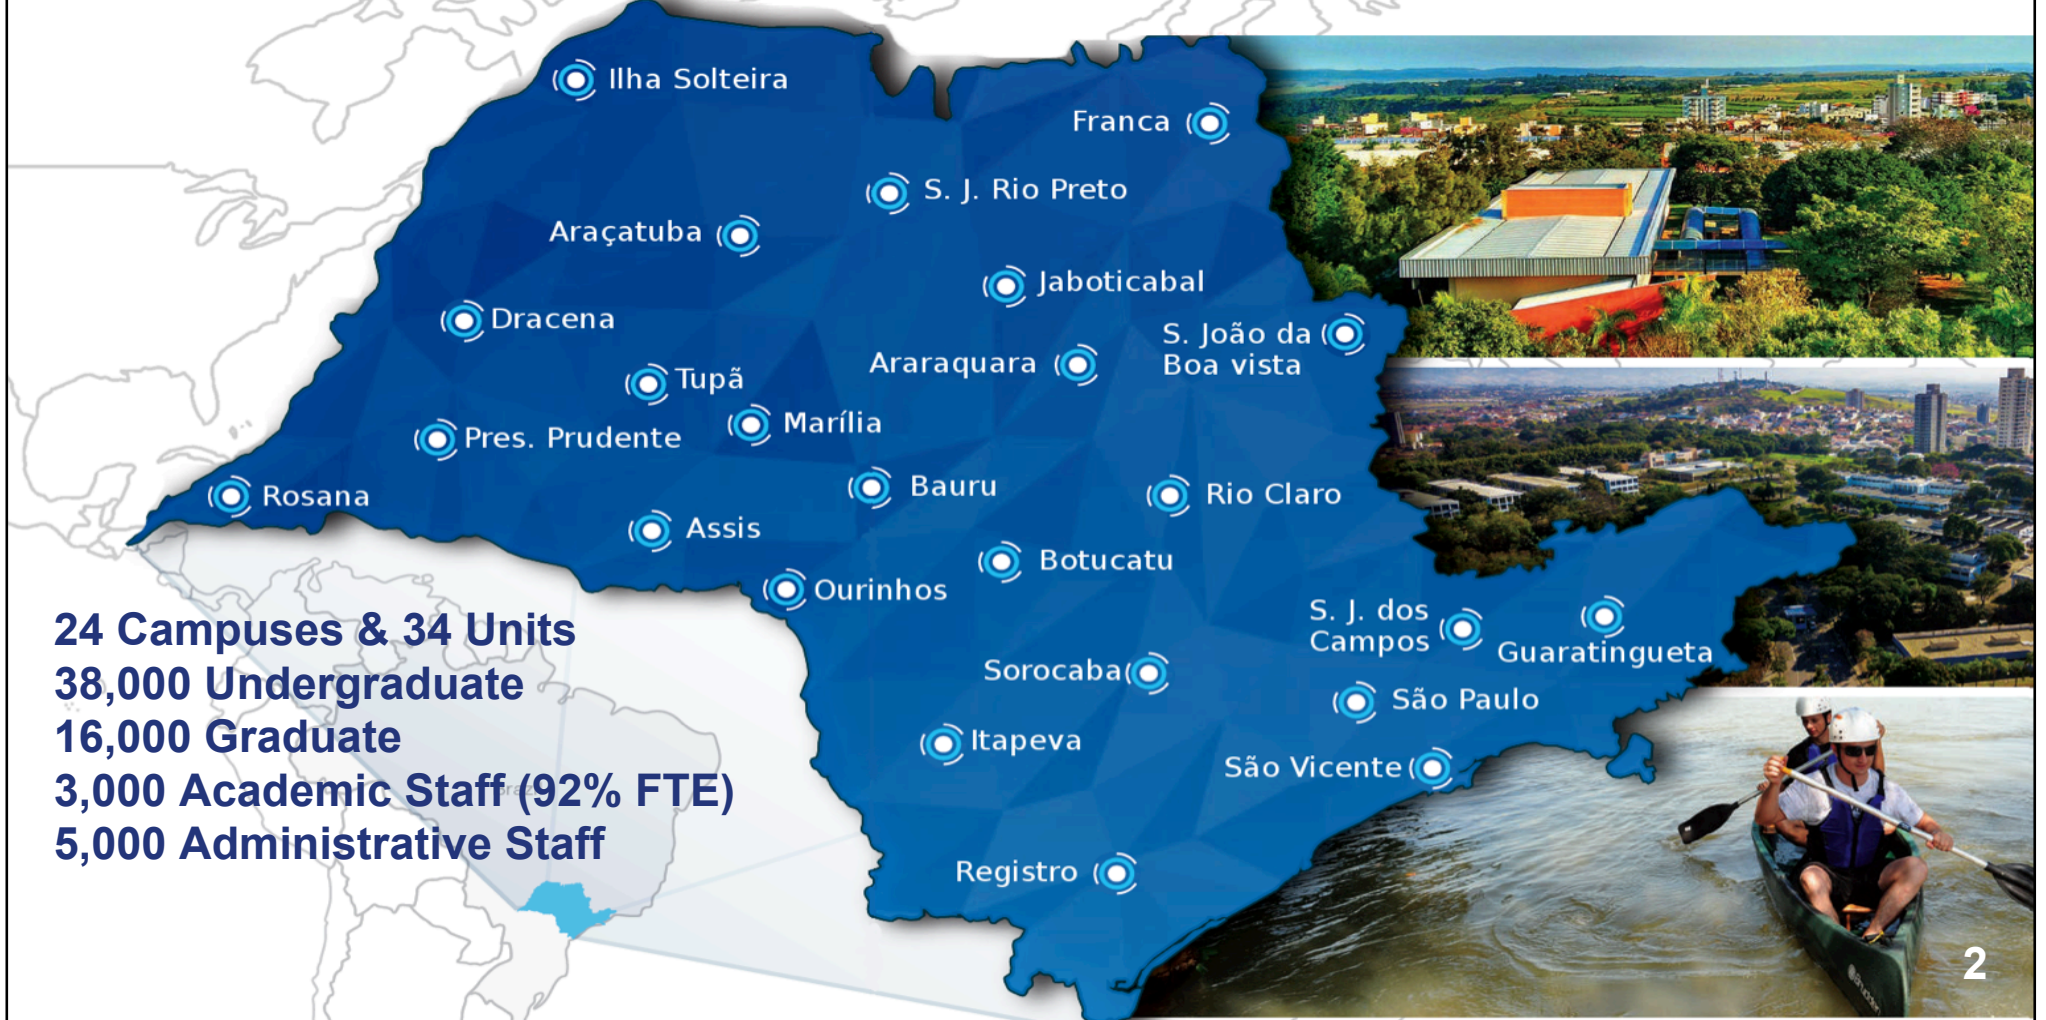 Ilha Solteira
Franca
S. J. Rio Preto
Araçatuba
Jaboticabal
Dracena
S. João da
Boa vista
Araraquara
Tupã
Marília
Pres. Prudente
Bauru
Rio Claro
Rosana
Assis
Botucatu
Ourinhos
S. J. dos
Campos
Guaratingueta
Sorocaba
São Paulo
Itapeva
São Vicente
Registro
24 Campuses & 34 Units
38,000 Undergraduate
16,000 Graduate
3,000 Academic Staff (92% FTE)
5,000 Administrative Staff
2